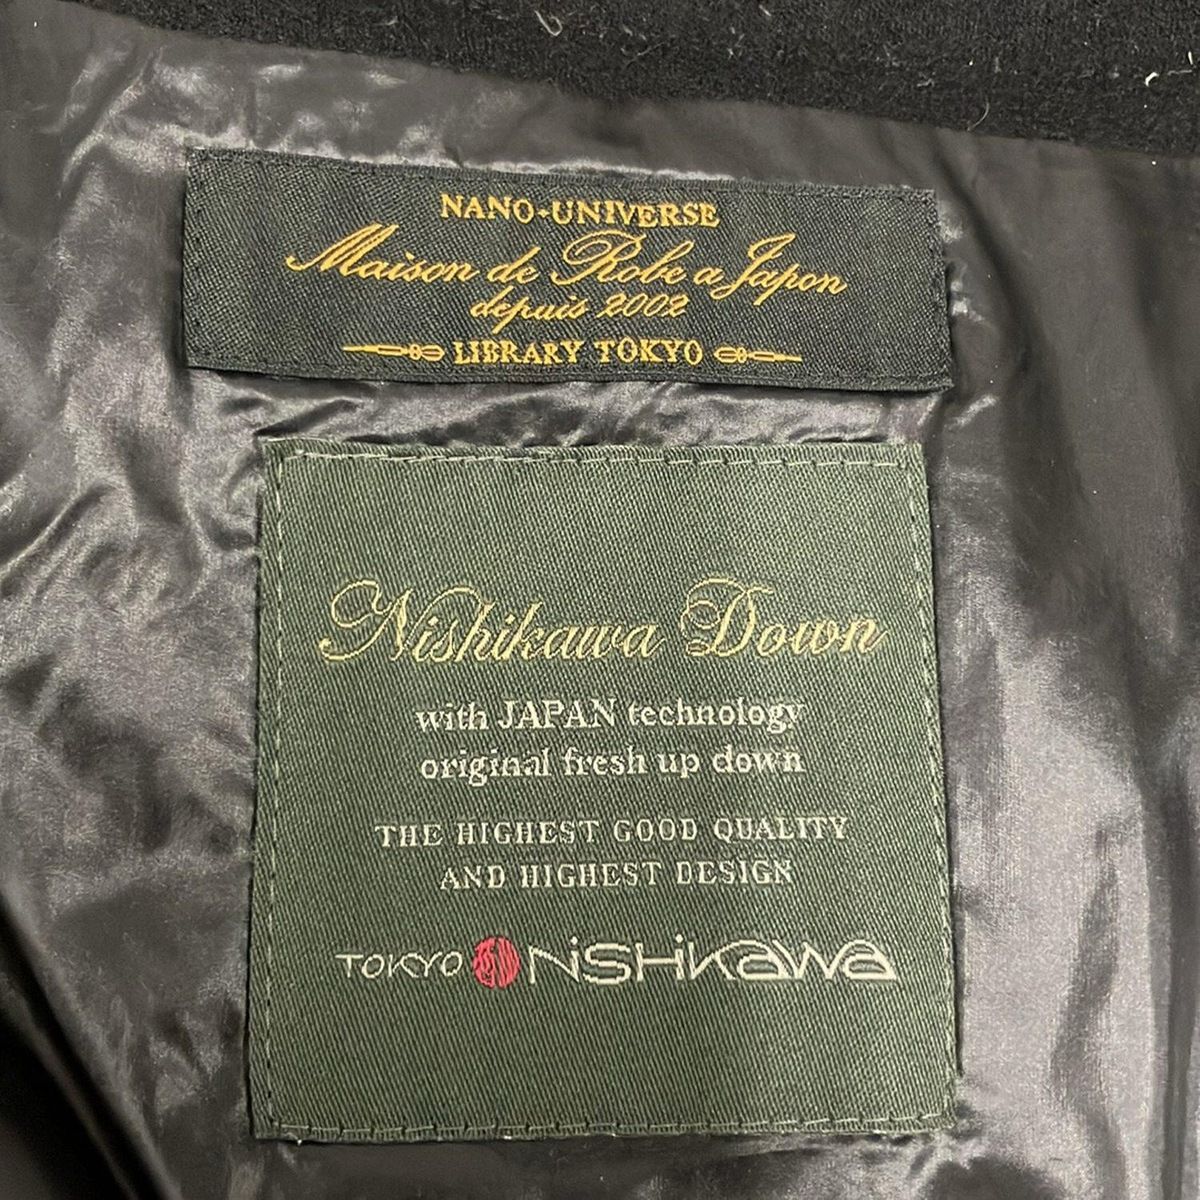 NANO·UNIVERSE
Maison de Robe a Japon
depuis 2002
LIBRARY TOKYO
Nishikawa Down
with JAPAN technology
original fresh up down
THE HIGHEST GOOD QUALITY
AND HIGHEST DESIGN
TOKYO NiSHiKaWa